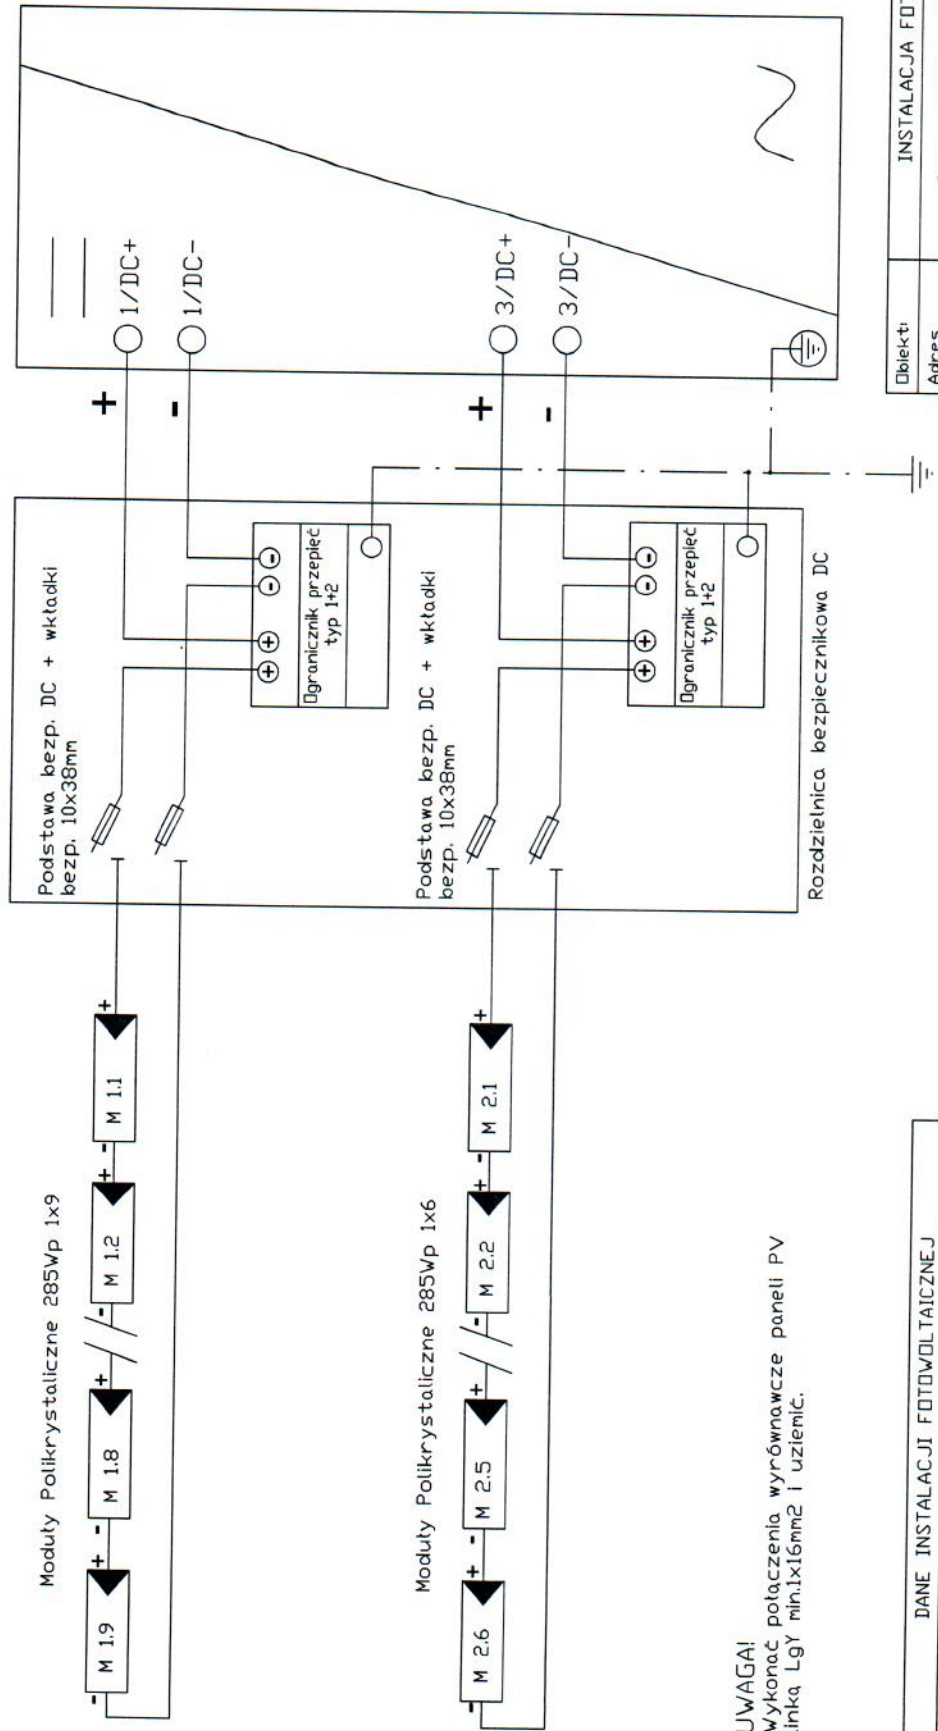 Moduły Polikrystaliczne 285Wp 1x9
- M 1.9 +
- M 1.8 +
- M 1.2 +
- M 1.1 +
Podstawa bezp. DC + wkładki
bezp. 10x38mm
+ + - -
Ogranicznik przepięć
typ 1+2
+
-
1/DC+
1/DC-
Moduły Polikrystaliczne 285Wp 1x6
- M 2.6 +
- M 2.5 +
- M 2.2 +
- M 2.1 +
Podstawa bezp. DC + wkładki
bezp. 10x38mm
+ + - -
Ogranicznik przepięć
typ 1+2
+
-
3/DC+
3/DC-
Rozdzielnica bezpiecznikowa DC
UWAGA!
Wykonać połączenia wyrównawcze paneli PV
linką LgY min.1x16mm2 i uziemić.
DANE INSTALACJI FOTOWOLTAICZNEJ
Obiekt: INSTALACJA
Adres